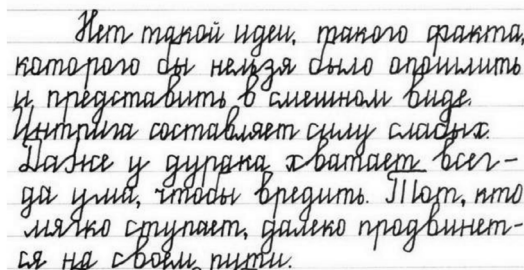 Нет такой идеи, такого факта,
которого бы нельзя было опошлить
и представить в смешном виде.
Интрига составляет силу слабых.
Даже у дурака хватает всег-
да ума, чтобы вредить. Тот, кто
мягко ступает, далеко продвинет-
ся на своем пути.